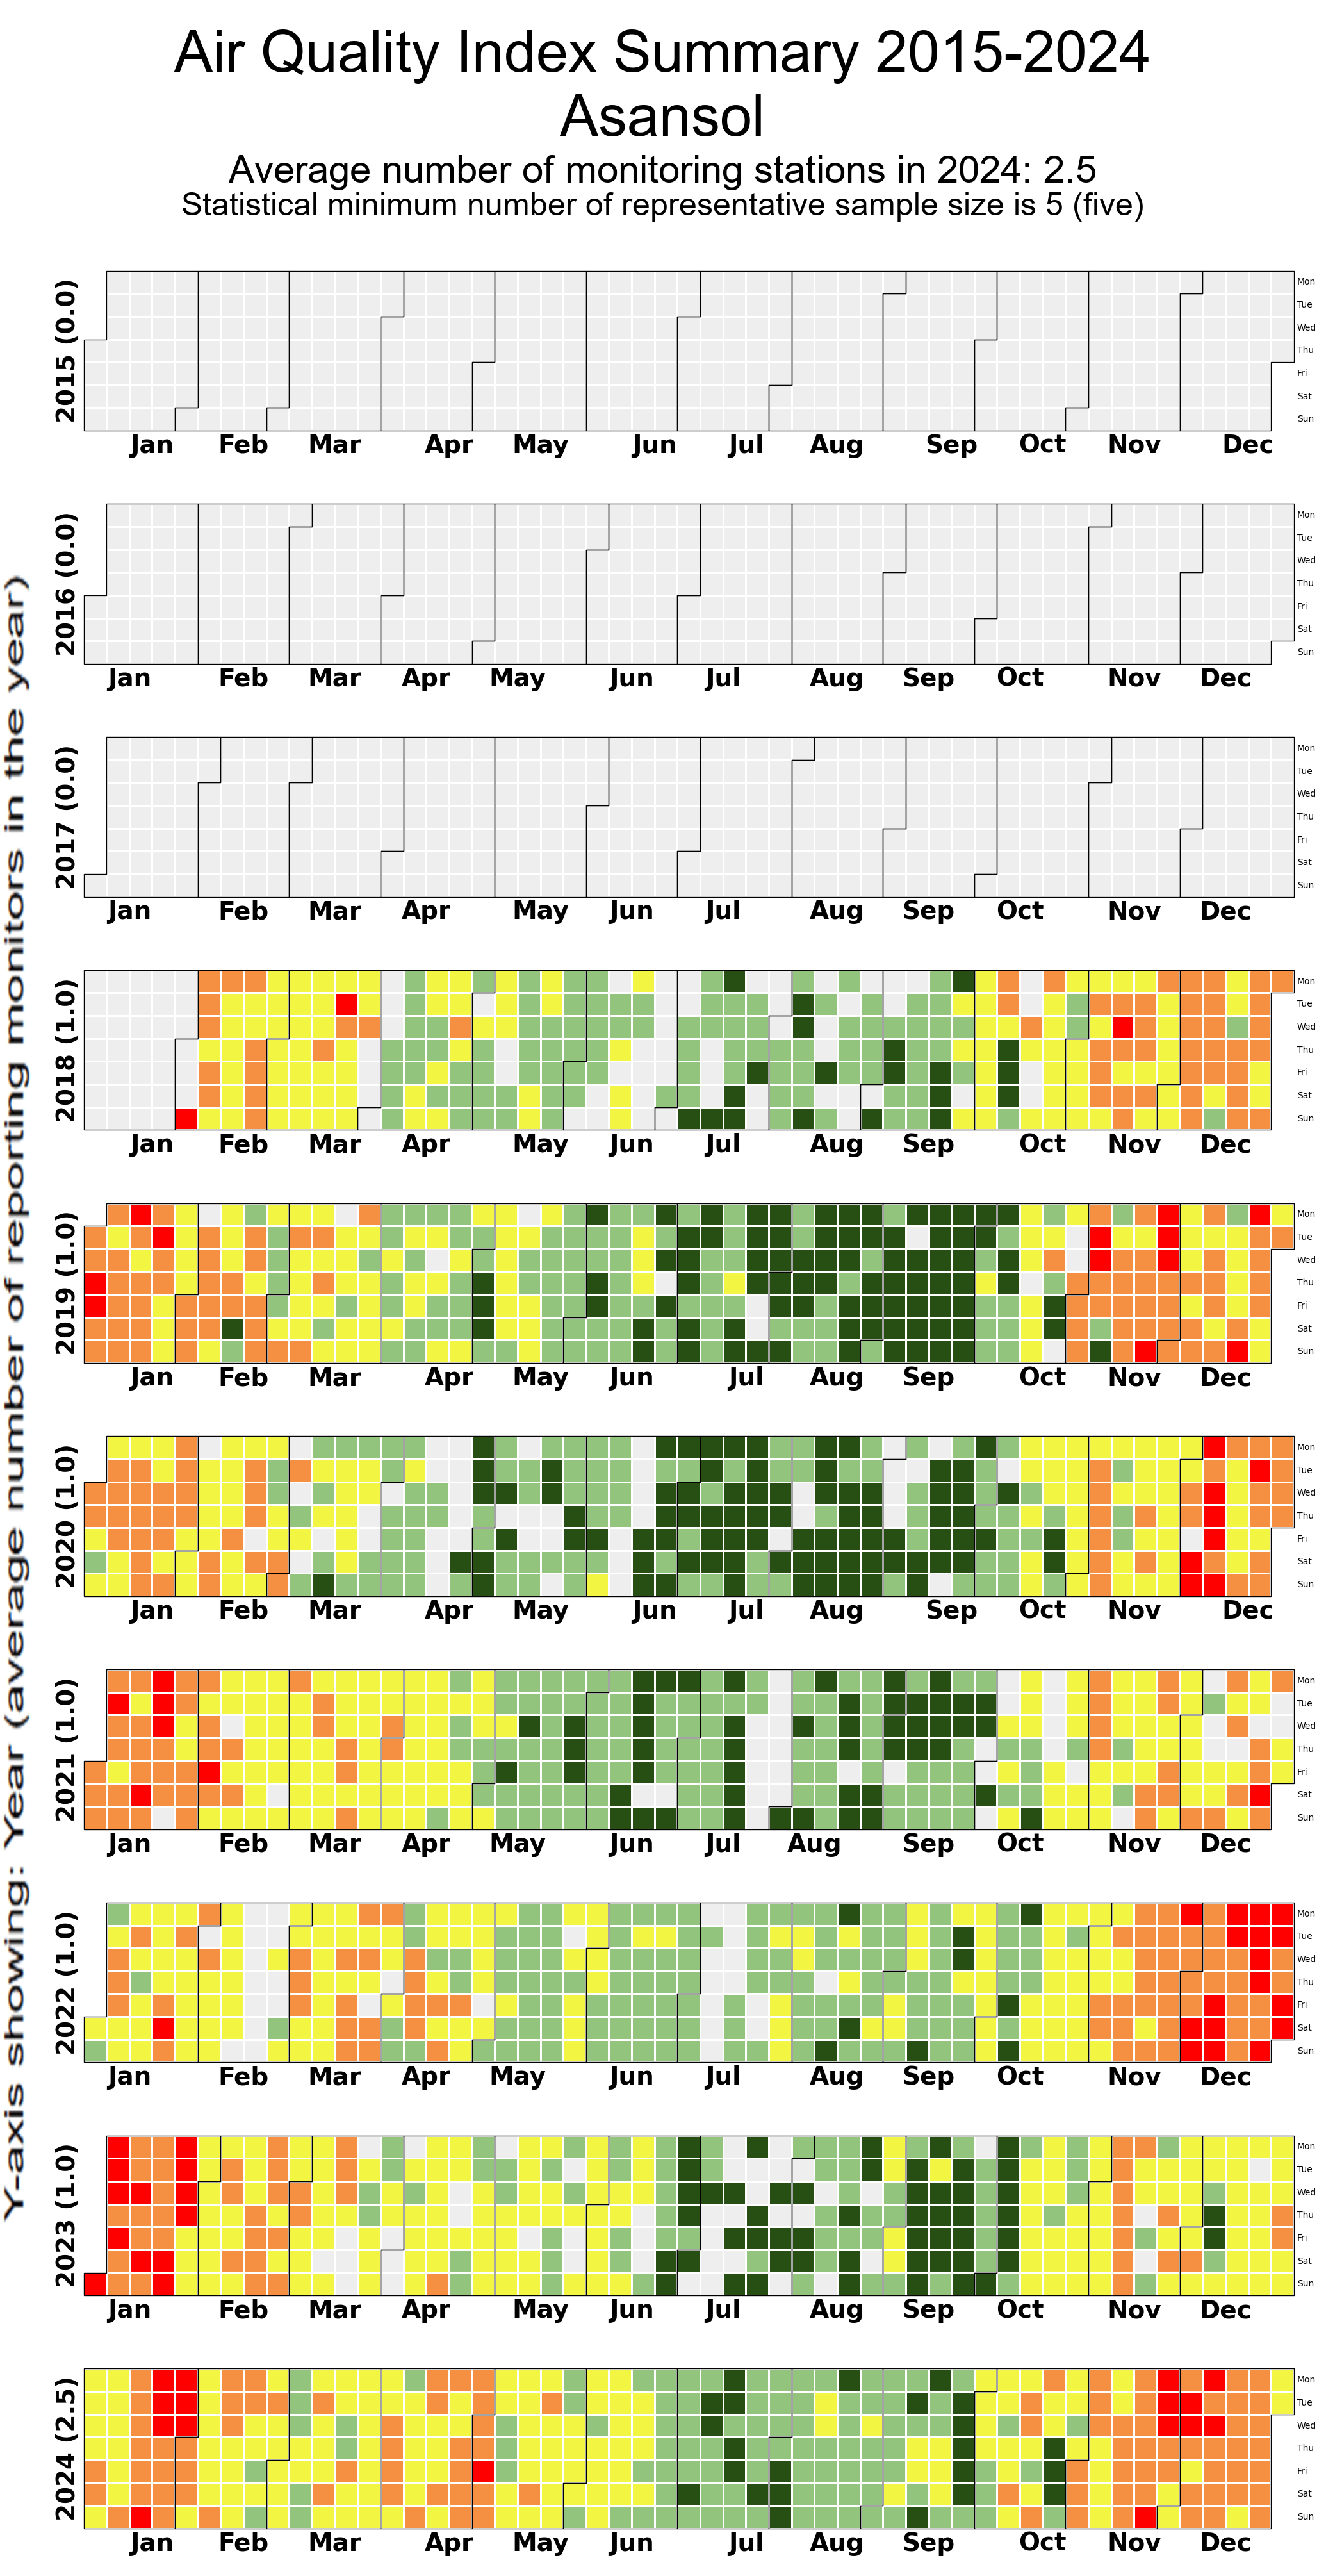 Air Quality Index Summary 2015-2024
Asansol
Average number of monitoring stations in 2024: 2.5
Statistical minimum number of representative sample size is 5 (five)
Y-axis showing: Year (average number of reporting monitors in the year)
2015 (0.0)
Mon
Tue
Wed
Thu
Fri
Sat
Sun
Jan Feb Mar Apr May Jun Jul Aug Sep Oct Nov Dec
2016 (0.0)
Mon
Tue
Wed
Thu
Fri
Sat
Sun
Jan Feb Mar Apr May Jun Jul Aug Sep Oct Nov Dec
2017 (0.0)
Mon
Tue
Wed
Thu
Fri
Sat
Sun
Jan Feb Mar Apr May Jun Jul Aug Sep Oct Nov Dec
2018 (1.0)
Mon
Tue
Wed
Thu
Fri
Sat
Sun
Jan Feb Mar Apr May Jun Jul Aug Sep Oct Nov Dec
2019 (1.0)
Mon
Tue
Wed
Thu
Fri
Sat
Sun
Jan Feb Mar Apr May Jun Jul Aug Sep Oct Nov Dec
2020 (1.0)
Mon
Tue
Wed
Thu
Fri
Sat
Sun
Jan Feb Mar Apr May Jun Jul Aug Sep Oct Nov Dec
2021 (1.0)
Mon
Tue
Wed
Thu
Fri
Sat
Sun
Jan Feb Mar Apr May Jun Jul Aug Sep Oct Nov Dec
2022 (1.0)
Mon
Tue
Wed
Thu
Fri
Sat
Sun
Jan Feb Mar Apr May Jun Jul Aug Sep Oct Nov Dec
2023 (1.0)
Mon
Tue
Wed
Thu
Fri
Sat
Sun
Jan Feb Mar Apr May Jun Jul Aug Sep Oct Nov Dec
2024 (2.5)
Mon
Tue
Wed
Thu
Fri
Sat
Sun
Jan Feb Mar Apr May Jun Jul Aug Sep Oct Nov Dec